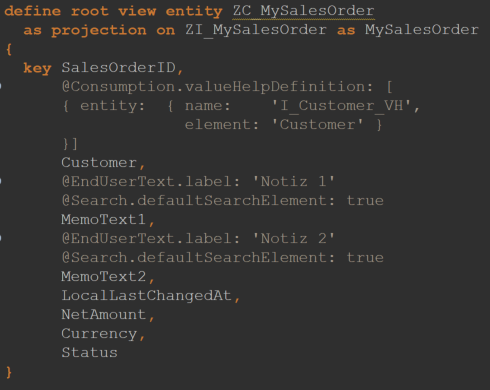 define root view entity ZC_MySalesOrder
  as projection on ZI_MySalesOrder as MySalesOrder
{
  key SalesOrderID,
      @Consumption.valueHelpDefinition: [
      { entity:  { name:    'I_Customer_VH',
                   element: 'Customer' }
      }]
      Customer,
      @EndUserText.label: 'Notiz 1'
      @Search.defaultSearchElement: true
      MemoText1,
      @EndUserText.label: 'Notiz 2'
      @Search.defaultSearchElement: true
      MemoText2,
      LocalLastChangedAt,
      NetAmount,
      Currency,
      Status
}